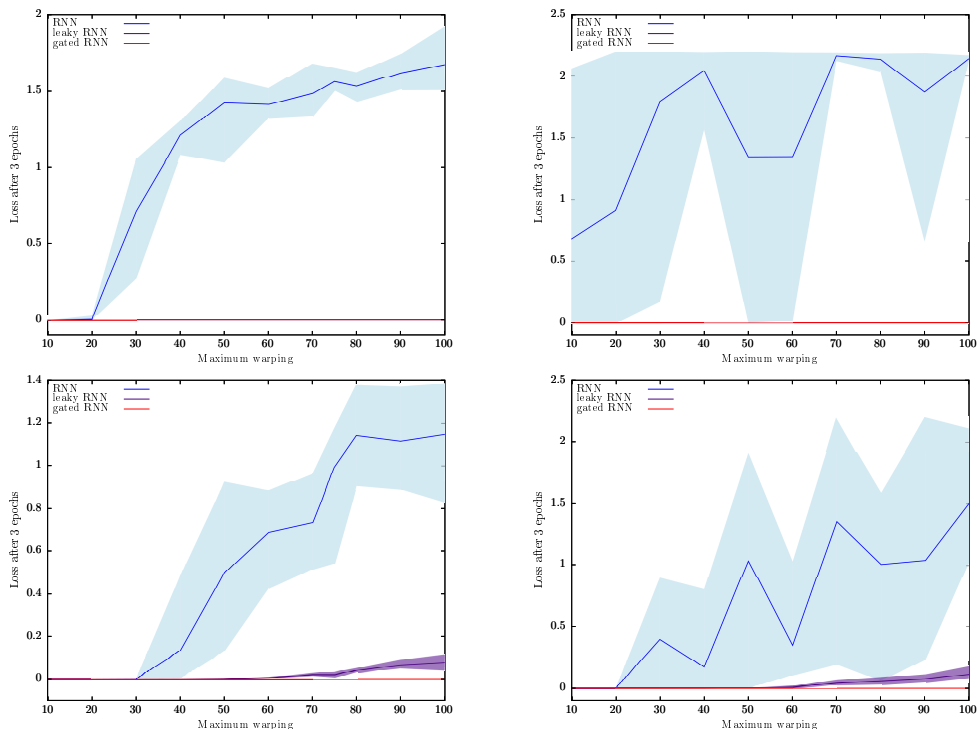 2
RNN
leaky RNN
gated RNN
1.5
1
0.5
0
Loss after 3 epochs
10 20 30 40 50 60 70 80 90 100
Maximum warping
2.5
RNN
leaky RNN
gated RNN
2
1.5
1
0.5
0
Loss after 3 epochs
10 20 30 40 50 60 70 80 90 100
Maximum warping
1.4
RNN
leaky RNN
gated RNN
1.2
1
0.8
0.6
0.4
0.2
0
Loss after 3 epochs
10 20 30 40 50 60 70 80 90 100
Maximum warping
2.5
RNN
leaky RNN
gated RNN
2
1.5
1
0.5
0
Loss after 3 epochs
10 20 30 40 50 60 70 80 90 100
Maximum warping